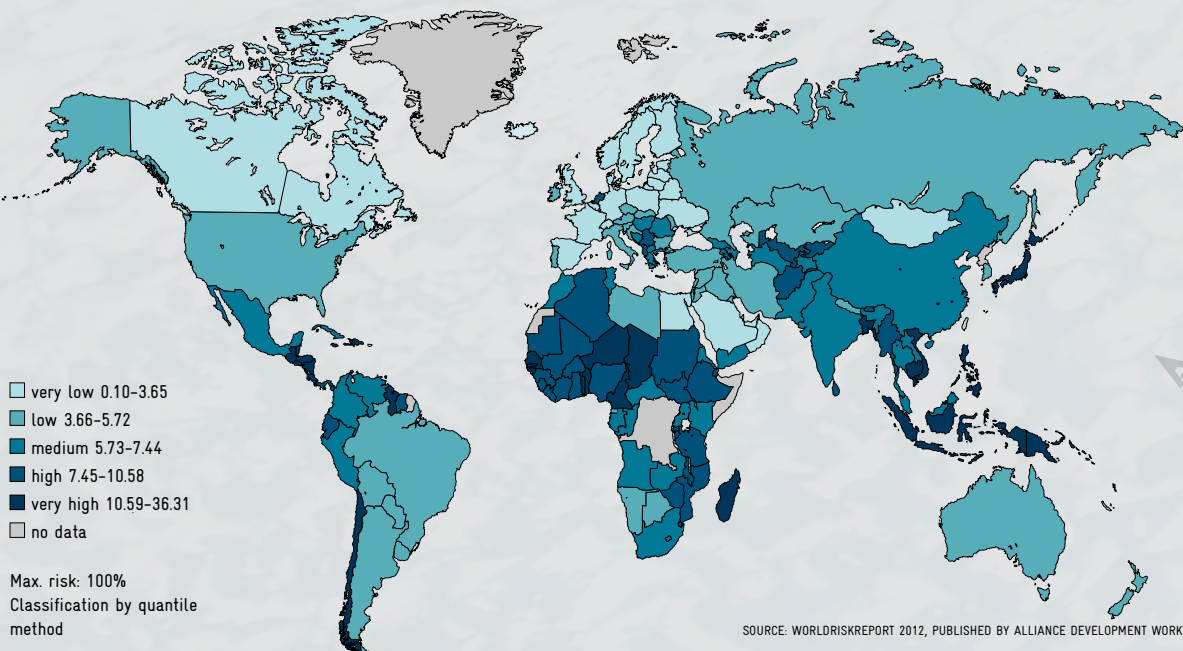 very low 0.10–3.65
low 3.66–5.72
medium 5.73–7.44
high 7.45–10.58
very high 10.59–36.31
no data
Max. risk: 100%
Classification by quantile
method
SOURCE: WORLDRISKREPORT 2012, PUBLISHED BY ALLIANCE DEVELOPMENT WORK